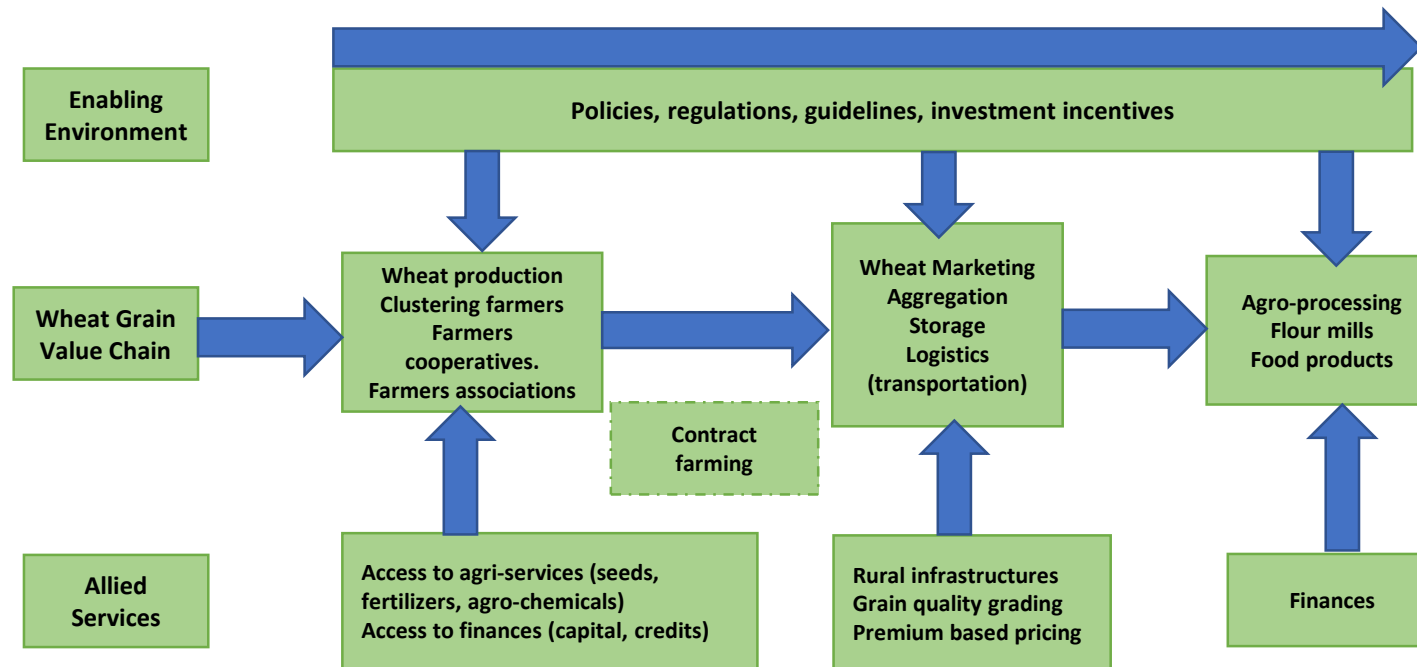 Enabling
Environment
Policies, regulations, guidelines, investment incentives
Wheat Grain
Value Chain
Wheat production
Clustering farmers
Farmers
cooperatives.
Farmers associations
Contract
farming
Wheat Marketing
Aggregation
Storage
Logistics
(transportation)
Agro-processing
Flour mills
Food products
Allied
Services
Access to agri-services (seeds,
fertilizers, agro-chemicals)
Access to finances (capital, credits)
Rural infrastructures
Grain quality grading
Premium based pricing
Finances